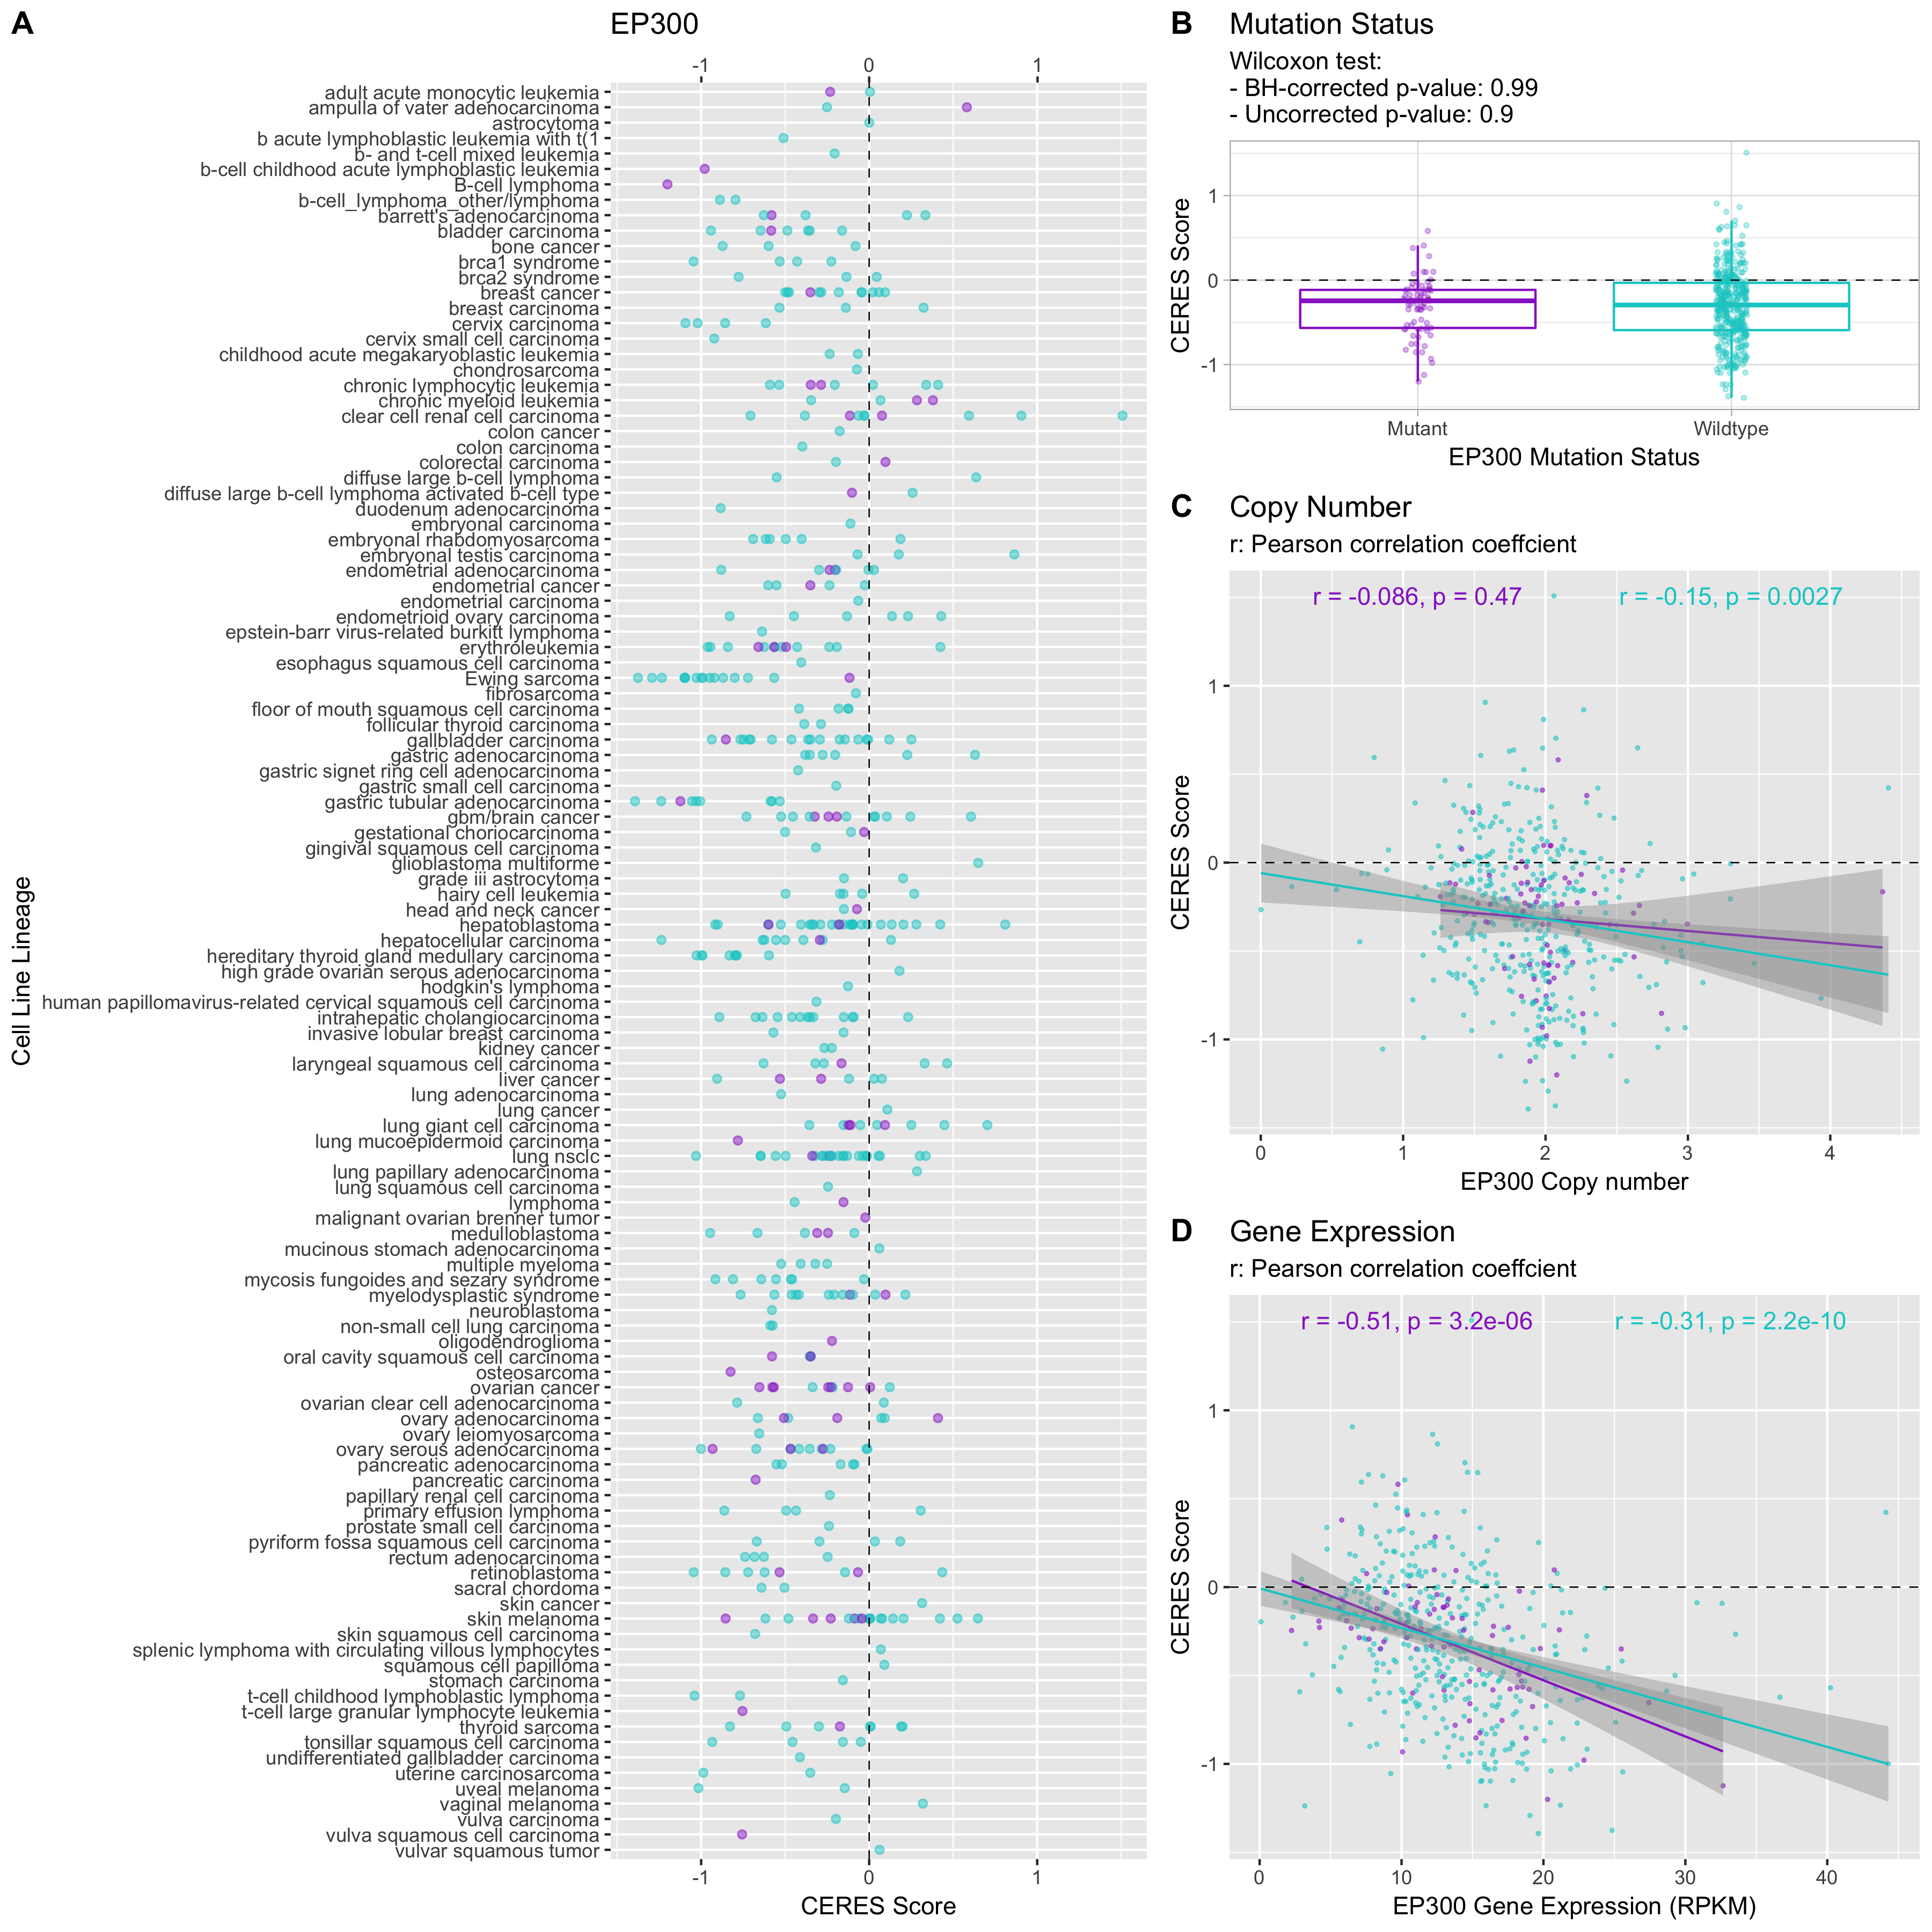 A
EP300
-1 0 1
adult acute monocytic leukemia
ampulla of vater adenocarcinoma
astrocytoma
b acute lymphoblastic leukemia with t(1
b- and t-cell mixed leukemia
b-cell childhood acute lymphoblastic leukemia
B-cell lymphoma
b-cell_lymphoma_other/lymphoma
barrett's adenocarcinoma
bladder carcinoma
bone cancer
brca1 syndrome
brca2 syndrome
breast cancer
breast carcinoma
cervix carcinoma
cervix small cell carcinoma
childhood acute megakaryoblastic leukemia
chondrosarcoma
chronic lymphocytic leukemia
chronic myeloid leukemia
clear cell renal cell carcinoma
colon cancer
colon carcinoma
colorectal carcinoma
diffuse large b-cell lymphoma
diffuse large b-cell lymphoma activated b-cell type
duodenum adenocarcinoma
embryonal carcinoma
embryonal rhabdomyosarcoma
embryonal testis carcinoma
endometrial adenocarcinoma
endometrial cancer
endometrial carcinoma
endometrioid ovary carcinoma
epstein-barr virus-related burkitt lymphoma
erythroleukemia
esophagus squamous cell carcinoma
Ewing sarcoma
fibrosarcoma
floor of mouth squamous cell carcinoma
follicular thyroid carcinoma
gallbladder carcinoma
gastric adenocarcinoma
gastric signet ring cell adenocarcinoma
gastric small cell carcinoma
gastric tubular adenocarcinoma
gbm/brain cancer
gestational choriocarcinoma
gingival squamous cell carcinoma
glioblastoma multiforme
grade iii astrocytoma
hairy cell leukemia
head and neck cancer
hepatoblastoma
hepatocellular carcinoma
hereditary thyroid gland medullary carcinoma
high grade ovarian serous adenocarcinoma
hodgkin's lymphoma
human papillomavirus-related cervical squamous cell carcinoma
intrahepatic cholangiocarcinoma
invasive lobular breast carcinoma
kidney cancer
laryngeal squamous cell carcinoma
liver cancer
lung adenocarcinoma
lung cancer
lung giant cell carcinoma
lung mucoepidermoid carcinoma
lung nsclc
lung papillary adenocarcinoma
lung squamous cell carcinoma
lymphoma
malignant ovarian brenner tumor
medulloblastoma
mucinous stomach adenocarcinoma
multiple myeloma
mycosis fungoides and sezary syndrome
myelodysplastic syndrome
neuroblastoma
non-small cell lung carcinoma
oligodendroglioma
oral cavity squamous cell carcinoma
osteosarcoma
ovarian cancer
ovarian clear cell adenocarcinoma
ovary adenocarcinoma
ovary leiomyosarcoma
ovary serous adenocarcinoma
pancreatic adenocarcinoma
pancreatic carcinoma
papillary renal cell carcinoma
primary effusion lymphoma
prostate small cell carcinoma
pyriform fossa squamous cell carcinoma
rectum adenocarcinoma
retinoblastoma
sacral chordoma
skin cancer
skin melanoma
skin squamous cell carcinoma
splenic lymphoma with circulating villous lymphocytes
squamous cell papilloma
stomach carcinoma
t-cell childhood lymphoblastic lymphoma
t-cell large granular lymphocyte leukemia
thyroid sarcoma
tonsillar squamous cell carcinoma
undifferentiated gallbladder carcinoma
uterine carcinosarcoma
uveal melanoma
vaginal melanoma
vulva carcinoma
vulva squamous cell carcinoma
vulvar squamous tumor
-1 0 1
CERES Score
Cell Line Lineage
B
Mutation Status
Wilcoxon test:
- BH-corrected p-value: 0.99
- Uncorrected p-value: 0.9
1
0
-1
CERES Score
Mutant Wildtype
EP300 Mutation Status
C
Copy Number
r: Pearson correlation coeffcient
r = -0.086, p = 0.47 r = -0.15, p = 0.0027
1
0
-1
CERES Score
0 1 2 3 4
EP300 Copy number
D
Gene Expression
r: Pearson correlation coeffcient
r = -0.51, p = 3.2e-06 r = -0.31, p = 2.2e-10
1
0
-1
CERES Score
0 10 20 30 40
EP300 Gene Expression (RPKM)